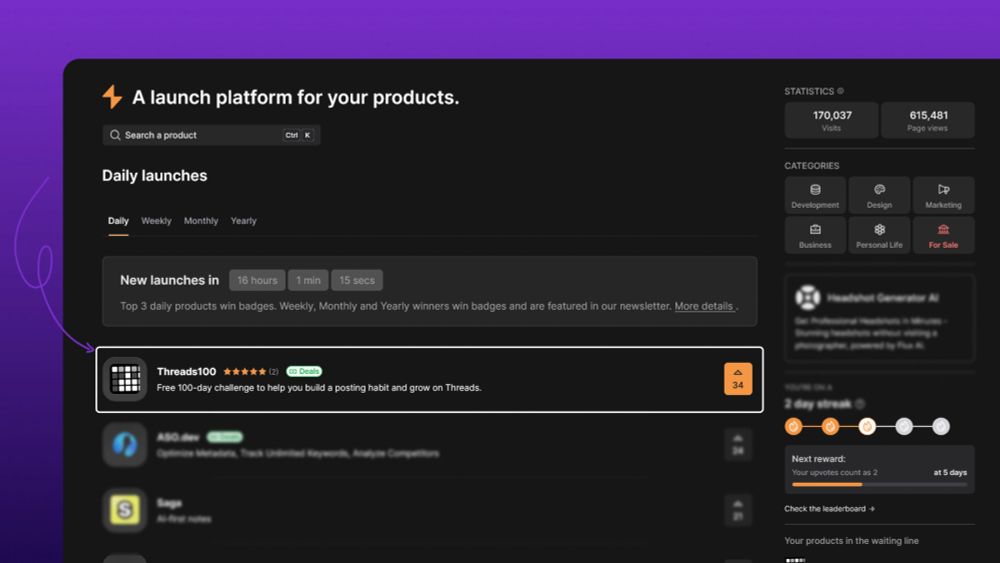 A launch platform for your products.
Search a product Ctrl K
Daily launches
Daily Weekly Monthly Yearly
New launches in 16 hours 1 min 15 secs
Top 3 daily products win badges. Weekly, Monthly and Yearly winners win badges and are featured in our newsletter. More details .
Threads100 (2) Deals
Free 100-day challenge to help you build a posting habit and grow on Threads.
34
ASO.dev Deals
Optimize Metadata, Track Unlimited Keywords, Analyze Competitors
24
Saga
AI-first notes
21
STATISTICS
170,037
Visits
615,481
Page views
CATEGORIES
Development Design Marketing
Business Personal Life For Sale
Headshot Generator AI
Get Professional Headshots in Minutes -
Stunning headshots without visiting a
photographer, powered by Flux AI.
YOU'RE ON A
2 day streak
Next reward:
Your upvotes count as 2 at 5 days
Check the leaderboard →
Your products in the waiting line